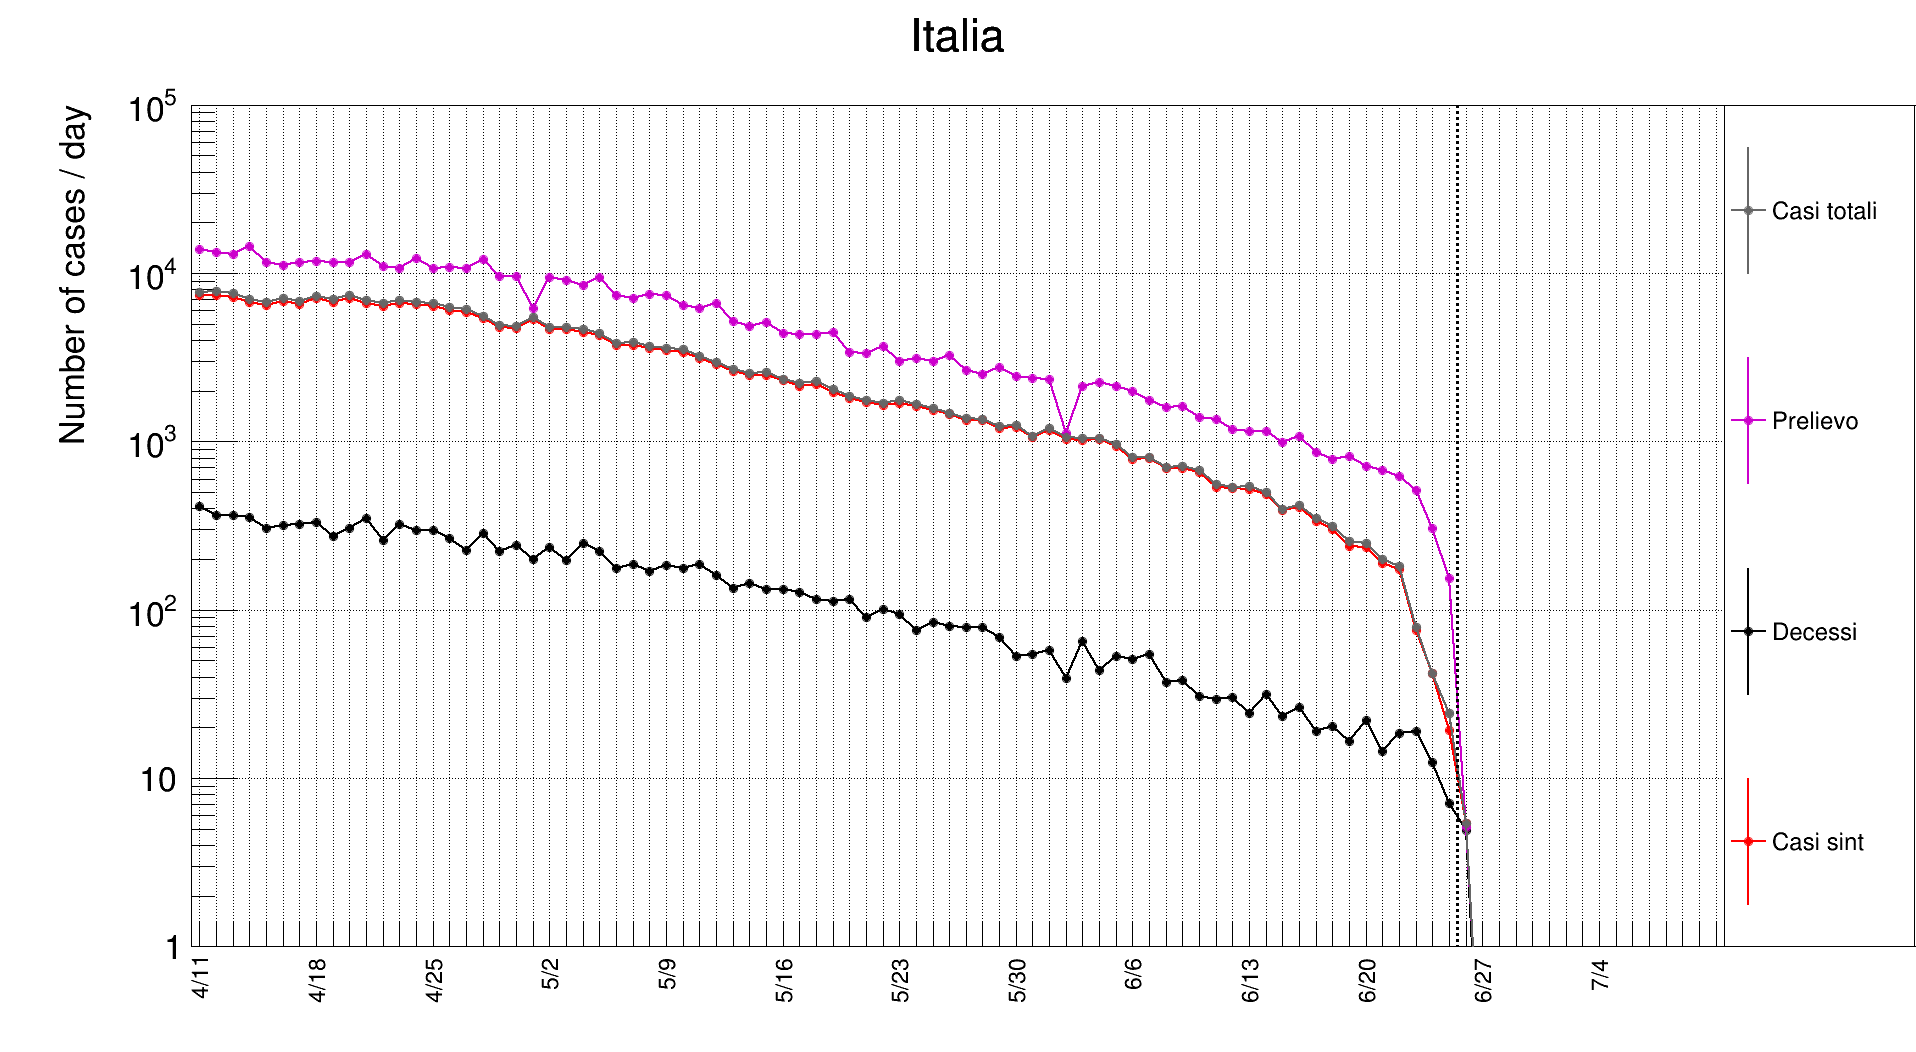 Italia
Number of cases / day
10^5
10^4
10^3
10^2
10
1
4/11 4/18 4/25 5/2 5/9 5/16 5/23 5/30 6/6 6/13 6/20 6/27 7/4
Casi totali
Prelievo
Decessi
Casi sint